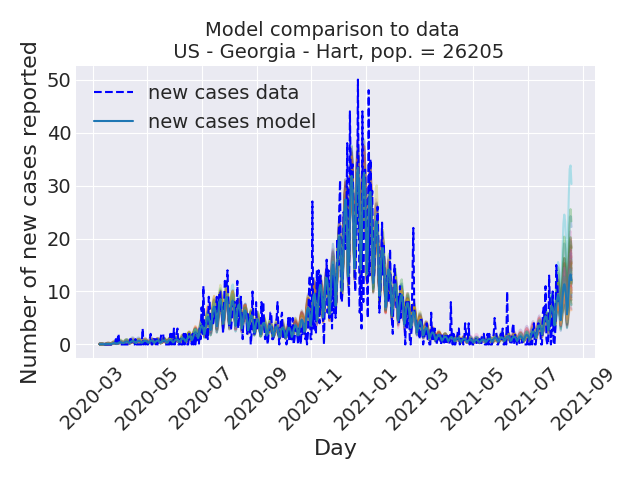 Model comparison to data
US - Georgia - Hart, pop. = 26205
Number of new cases reported
50
40
30
20
10
0
new cases data
new cases model
2020-03
2020-05
2020-07
2020-09
2020-11
2021-01
2021-03
2021-05
2021-07
2021-09
Day